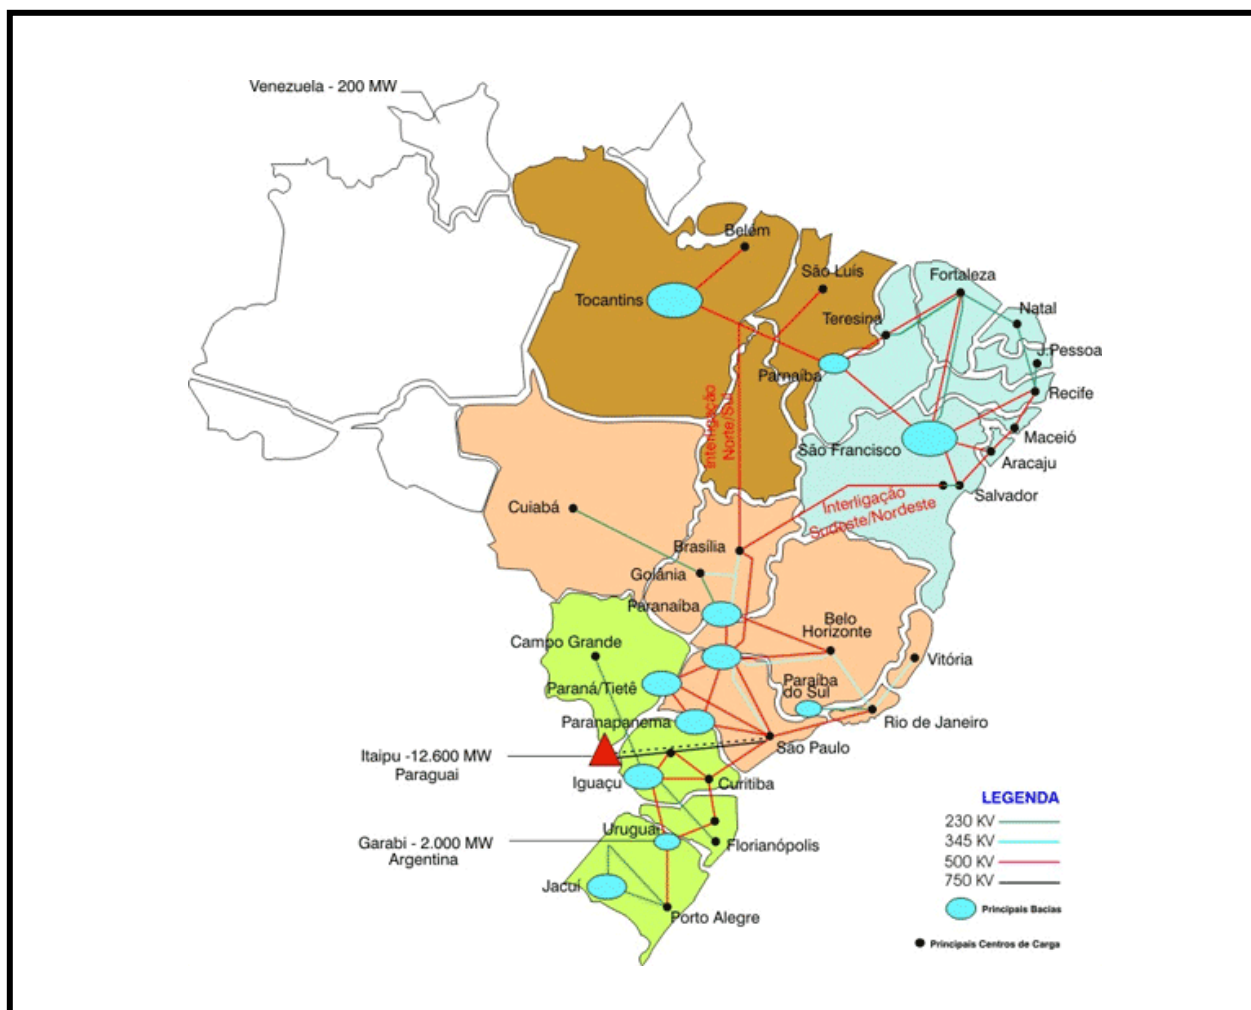 Venezuela - 200 MW
Belém
São Luís
Fortaleza
Tocantins
Teresina
Natal
Parnaíba
J.Pessoa
Recife
Interligação
Norte/Sul
São Francisco
Maceió
Aracaju
Salvador
Interligação
Sudeste/Nordeste
Cuiabá
Brasília
Goiânia
Paranaíba
Belo
Horizonte
Campo Grande
Vitória
Paraná/Tietê
Paraíba
do Sul
Paranapanema
Rio de Janeiro
São Paulo
Itaipu -12.600 MW
Paraguai
Iguaçu
Curitiba
LEGENDA
230 KV
345 KV
500 KV
750 KV
Principais Bacias
Principais Centros de Carga
Uruguai
Garabi - 2.000 MW
Argentina
Florianópolis
Jacuí
Porto Alegre